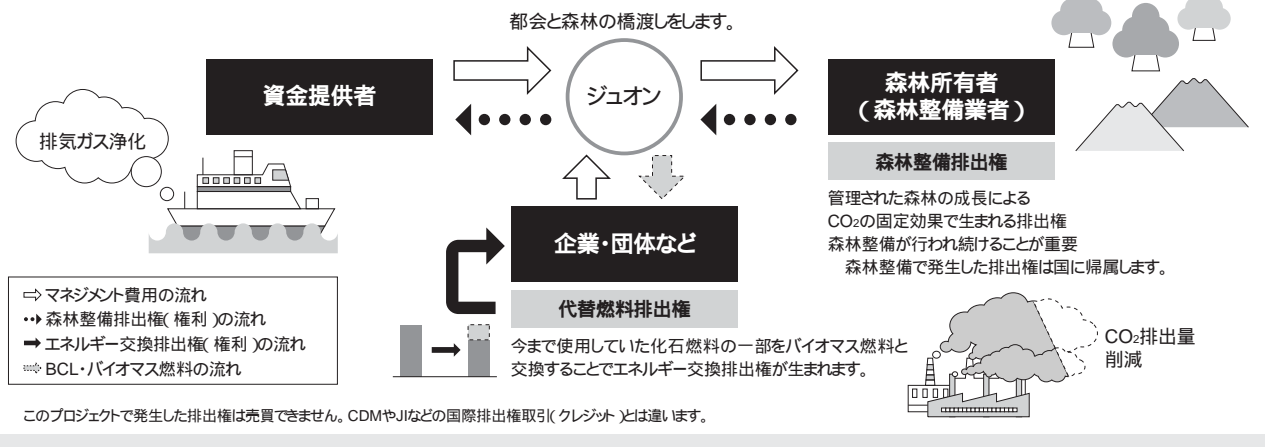 都会と森林の橋渡しをします。
資金提供者
ジュオン
森林所有者
（森林整備業者）
排気ガス浄化
森林整備排出権
管理された森林の成長による
CO₂の固定効果で生まれる排出権
森林整備が行われ続けることが重要
森林整備で発生した排出権は国に帰属します。
企業・団体など
代替燃料排出権
今まで使用していた化石燃料の一部をバイオマス燃料と
交換することでエネルギー交換排出権が生まれます。
⇨マネジメント費用の流れ
森林整備排出権（権利）の流れ
➡エネルギー交換排出権（権利）の流れ
BCL・バイオマス燃料の流れ
CO₂排出量
削減
このプロジェクトで発生した排出権は売買できません。CDMやJIなどの国際排出権取引（クレジット）とは違います。